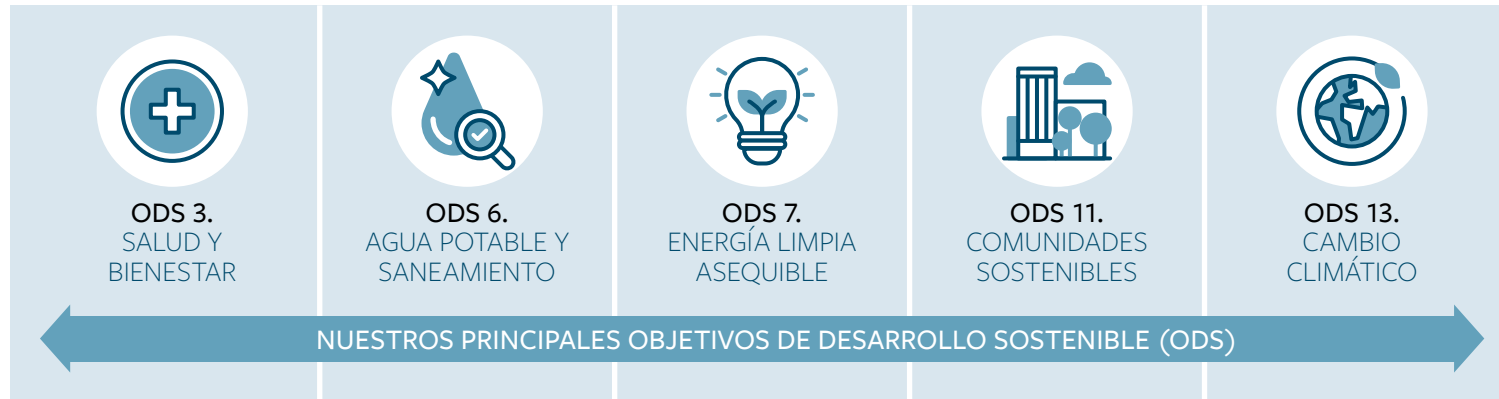 ODS 3.
SALUD Y
BIENESTAR
ODS 6.
AGUA POTABLE Y
SANEAMIENTO
ODS 7.
ENERGÍA LIMPIA
ASEQUIBLE
ODS 11.
COMUNIDADES
SOSTENIBLES
ODS 13.
CAMBIO
CLIMÁTICO
NUESTROS PRINCIPALES OBJETIVOS DE DESARROLLO SOSTENIBLE (ODS)